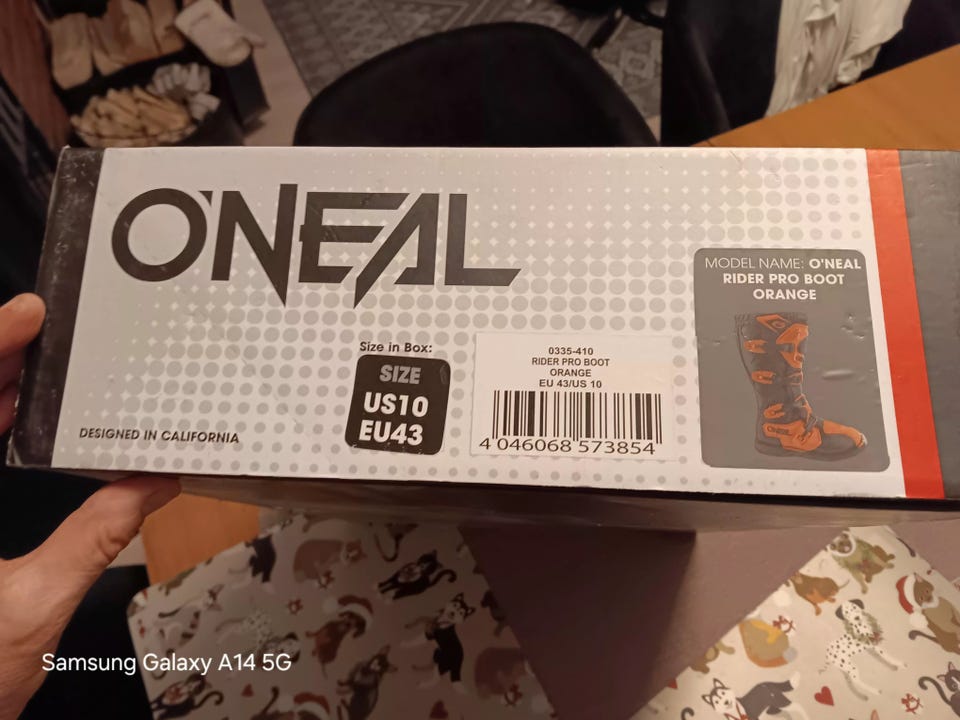 O'NEAL
MODEL NAME: O'NEAL
RIDER PRO BOOT
ORANGE
Size in Box:
SIZE
US10
EU43
0335-410
RIDER PRO BOOT
ORANGE
EU 43/US 10
4 046068 573854
DESIGNED IN CALIFORNIA
Samsung Galaxy A14 5G